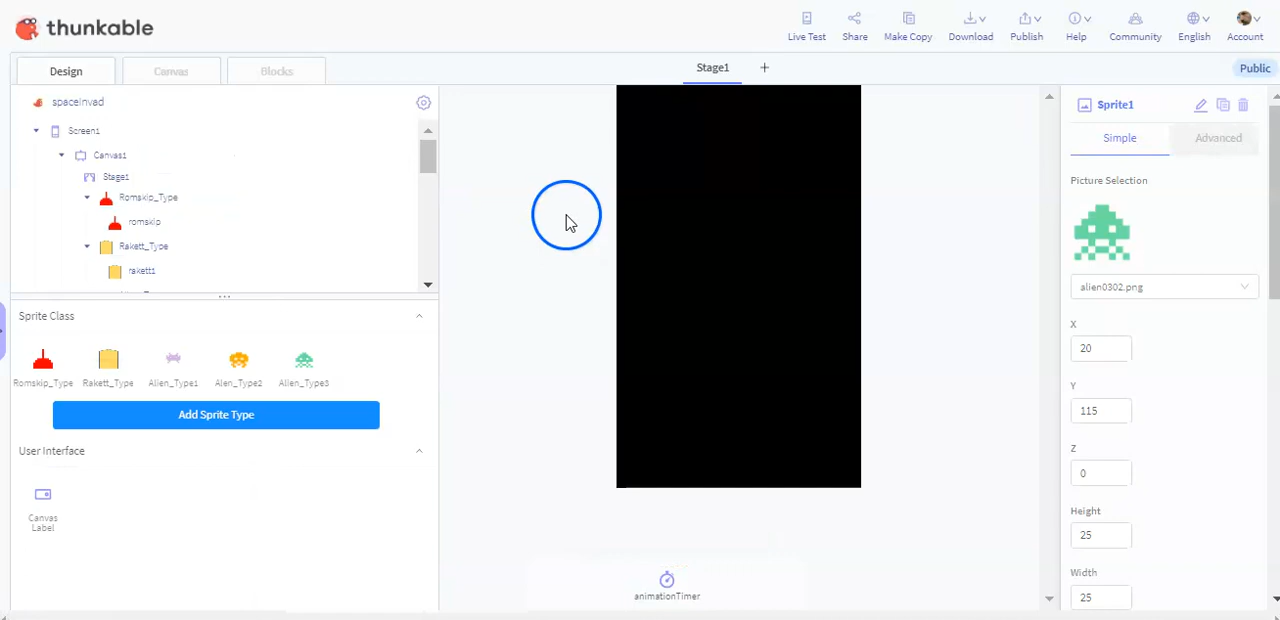 thunkable
Live Test
Share
Make Copy
Download
Publish
Help
Community
English
Account
Design
Canvas
Blocks
Stage1
+
Public
spaceInvad
Screen1
Canvas1
Stage1
Romskip_Type
romskip
Rakett_Type
rakett1
Sprite Class
Romskip_Type
Rakett_Type
Alien_Type1
Alen_Type2
Alien_Type3
Add Sprite Type
User Interface
Canvas
Label
animationTimer
Sprite1
Simple
Advanced
Picture Selection
alien0302.png
X
20
Y
115
Z
0
Height
25
Width
25